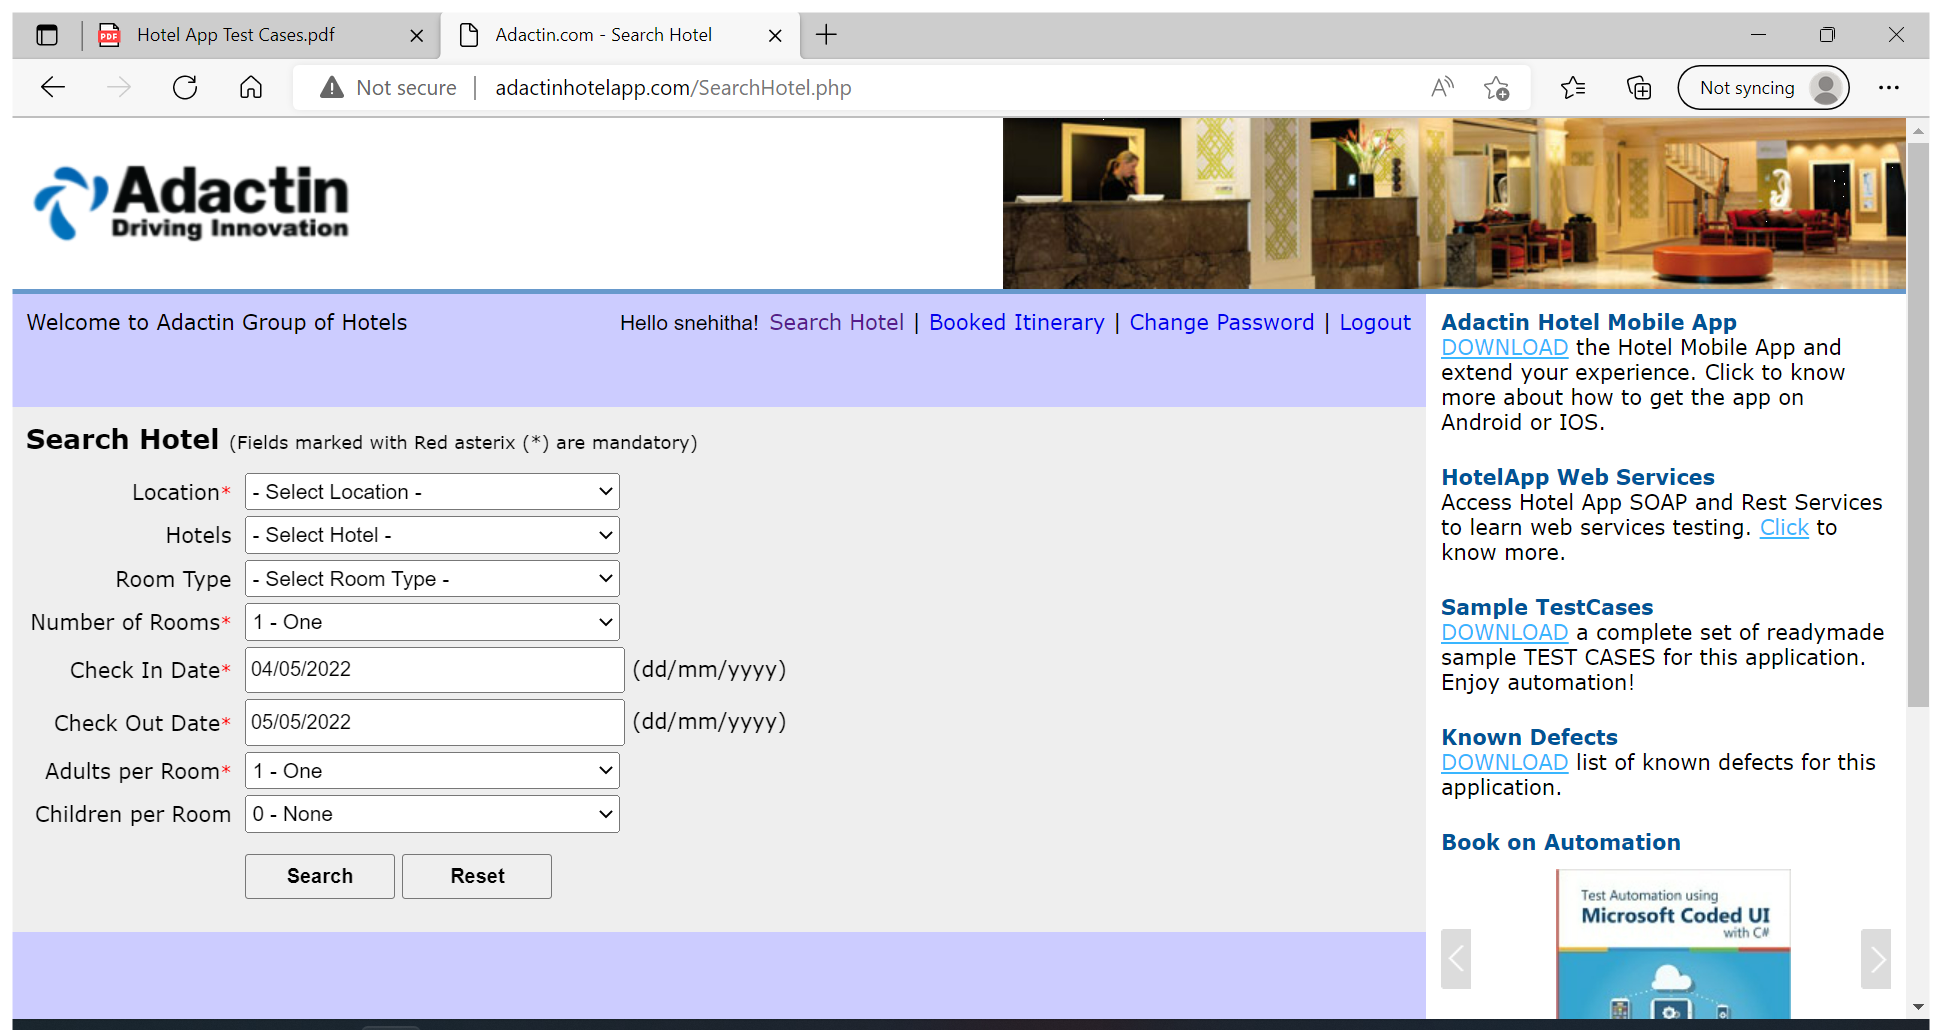 Hotel App Test Cases.pdf
Adactin.com - Search Hotel
Not secure
adactinhotelapp.com/SearchHotel.php
Not syncing
PDF
Adactin
Driving Innovation
Welcome to Adactin Group of Hotels
Hello snehitha! Search Hotel | Booked Itinerary | Change Password | Logout
Search Hotel (Fields marked with Red asterix (*) are mandatory)
Location* - Select Location -
Hotels - Select Hotel -
Room Type - Select Room Type -
Number of Rooms* 1 - One
Check In Date* 04/05/2022 (dd/mm/yyyy)
Check Out Date* 05/05/2022 (dd/mm/yyyy)
Adults per Room* 1 - One
Children per Room 0 - None
Search Reset
Adactin Hotel Mobile App
DOWNLOAD the Hotel Mobile App and
extend your experience. Click to know
more about how to get the app on
Android or IOS.
HotelApp Web Services
Access Hotel App SOAP and Rest Services
to learn web services testing. Click to
know more.
Sample TestCases
DOWNLOAD a complete set of readymade
sample TEST CASES for this application.
Enjoy automation!
Known Defects
DOWNLOAD list of known defects for this
application.
Book on Automation
Test Automation using
Microsoft Coded UI
with C#